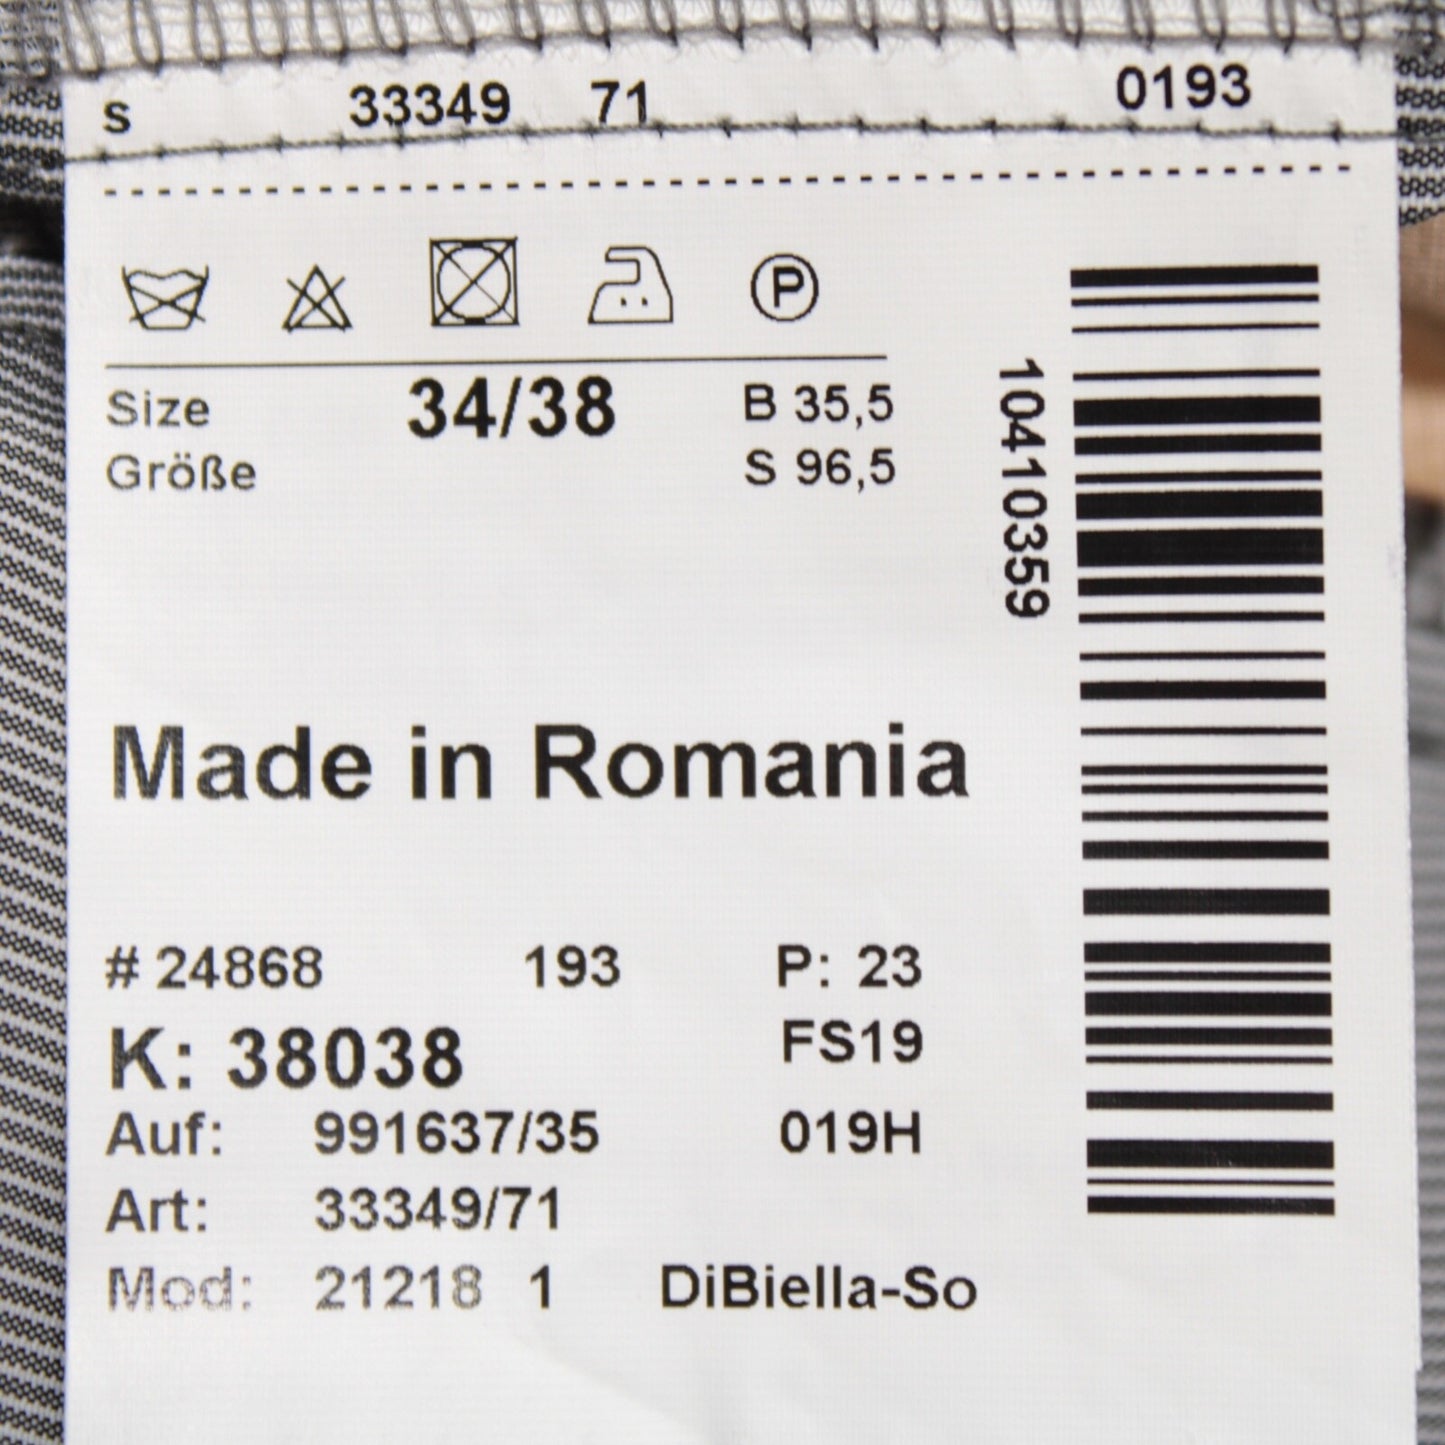 s 33349 71 0193
P
Size 34/38 B 35,5
Größe S 96,5
10410359
Made in Romania
# 24868 193 P: 23
K: 38038 FS19
Auf: 991637/35 019H
Art: 33349/71
Mod: 21218 1 DiBiella-So